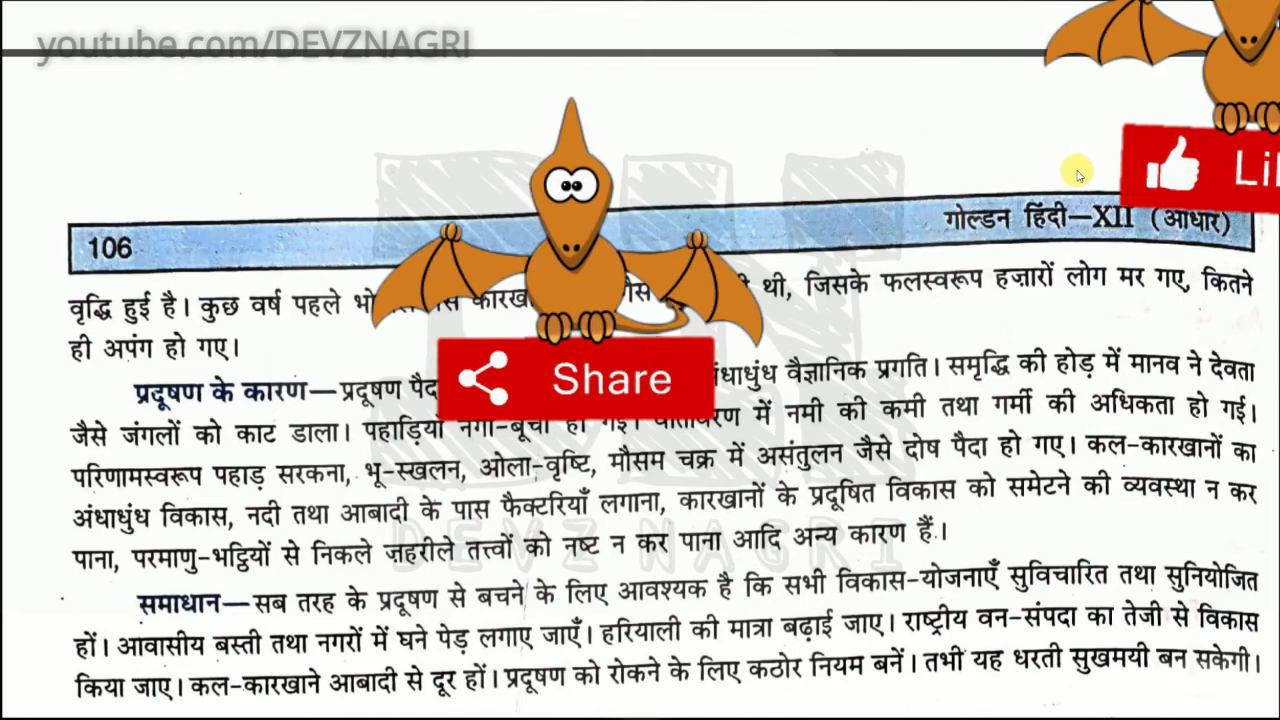 youtube.com/DEVZNAGRI
Share
106
गोल्डन हिंदी—XII (आधार)
वृद्धि हुई है। कुछ वर्ष पहले थी, जिसके फलस्वरूप हज़ारों लोग मर गए, कितने
ही अपंग हो गए।
प्रदूषण के कारण—प्रदूषण वैज्ञानिक प्रगति। समृद्धि की होड़ में मानव ने देवता
जैसे जंगलों को काट डाला। पहाड़ियाँ नंगी-बूची हो गईं। वातावरण में नमी की कमी तथा गर्मी की अधिकता हो गई।
परिणामस्वरूप पहाड़ सरकना, भू-स्खलन, ओला-वृष्टि, मौसम चक्र में असंतुलन जैसे दोष पैदा हो गए। कल-कारखानों का
अंधाधुंध विकास, नदी तथा आबादी के पास फैक्टरियाँ लगाना, कारखानों के प्रदूषित विकास को समेटने की व्यवस्था न कर
पाना, परमाणु-भट्ठियों से निकले ज़हरीले तत्त्वों को नष्ट न कर पाना आदि अन्य कारण हैं।
DEVZ NAGRI
समाधान—सब तरह के प्रदूषण से बचने के लिए आवश्यक है कि सभी विकास-योजनाएँ सुविचारित तथा सुनियोजित
हों। आवासीय बस्ती तथा नगरों में घने पेड़ लगाए जाएँ। हरियाली की मात्रा बढ़ाई जाए। राष्ट्रीय वन-संपदा का तेजी से विकास
किया जाए। कल-कारखाने आबादी से दूर हों। प्रदूषण को रोकने के लिए कठोर नियम बनें। तभी यह धरती सुखमयी बन सकेगी।